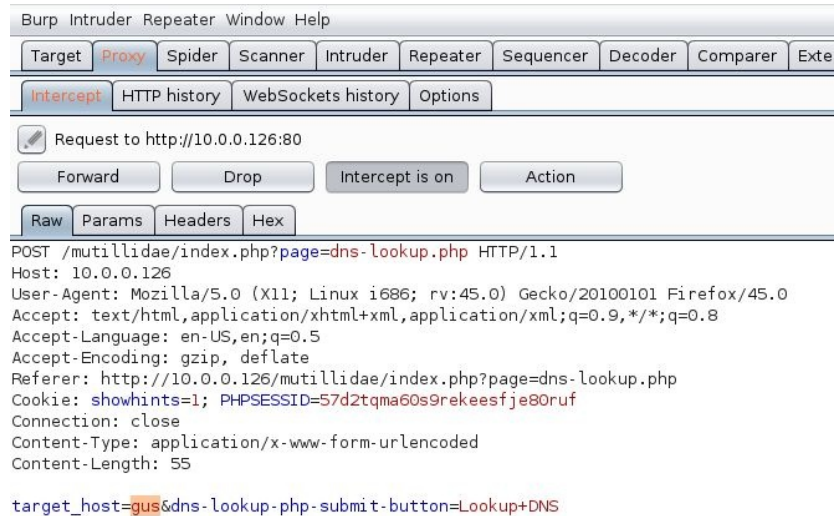 Burp Intruder Repeater Window Help
Target Proxy Spider Scanner Intruder Repeater Sequencer Decoder Comparer Exte
Intercept HTTP history WebSockets history Options
Request to http://10.0.0.126:80
Forward Drop Intercept is on Action
Raw Params Headers Hex
POST /mutillidae/index.php?page=dns-lookup.php HTTP/1.1
Host: 10.0.0.126
User-Agent: Mozilla/5.0 (X11; Linux i686; rv:45.0) Gecko/20100101 Firefox/45.0
Accept: text/html,application/xhtml+xml,application/xml;q=0.9,*/*;q=0.8
Accept-Language: en-US,en;q=0.5
Accept-Encoding: gzip, deflate
Referer: http://10.0.0.126/mutillidae/index.php?page=dns-lookup.php
Cookie: showhints=1; PHPSESSID=57d2tqma60s9rekeesfje80ruf
Connection: close
Content-Type: application/x-www-form-urlencoded
Content-Length: 55
target_host=gus&dns-lookup-php-submit-button=Lookup+DNS